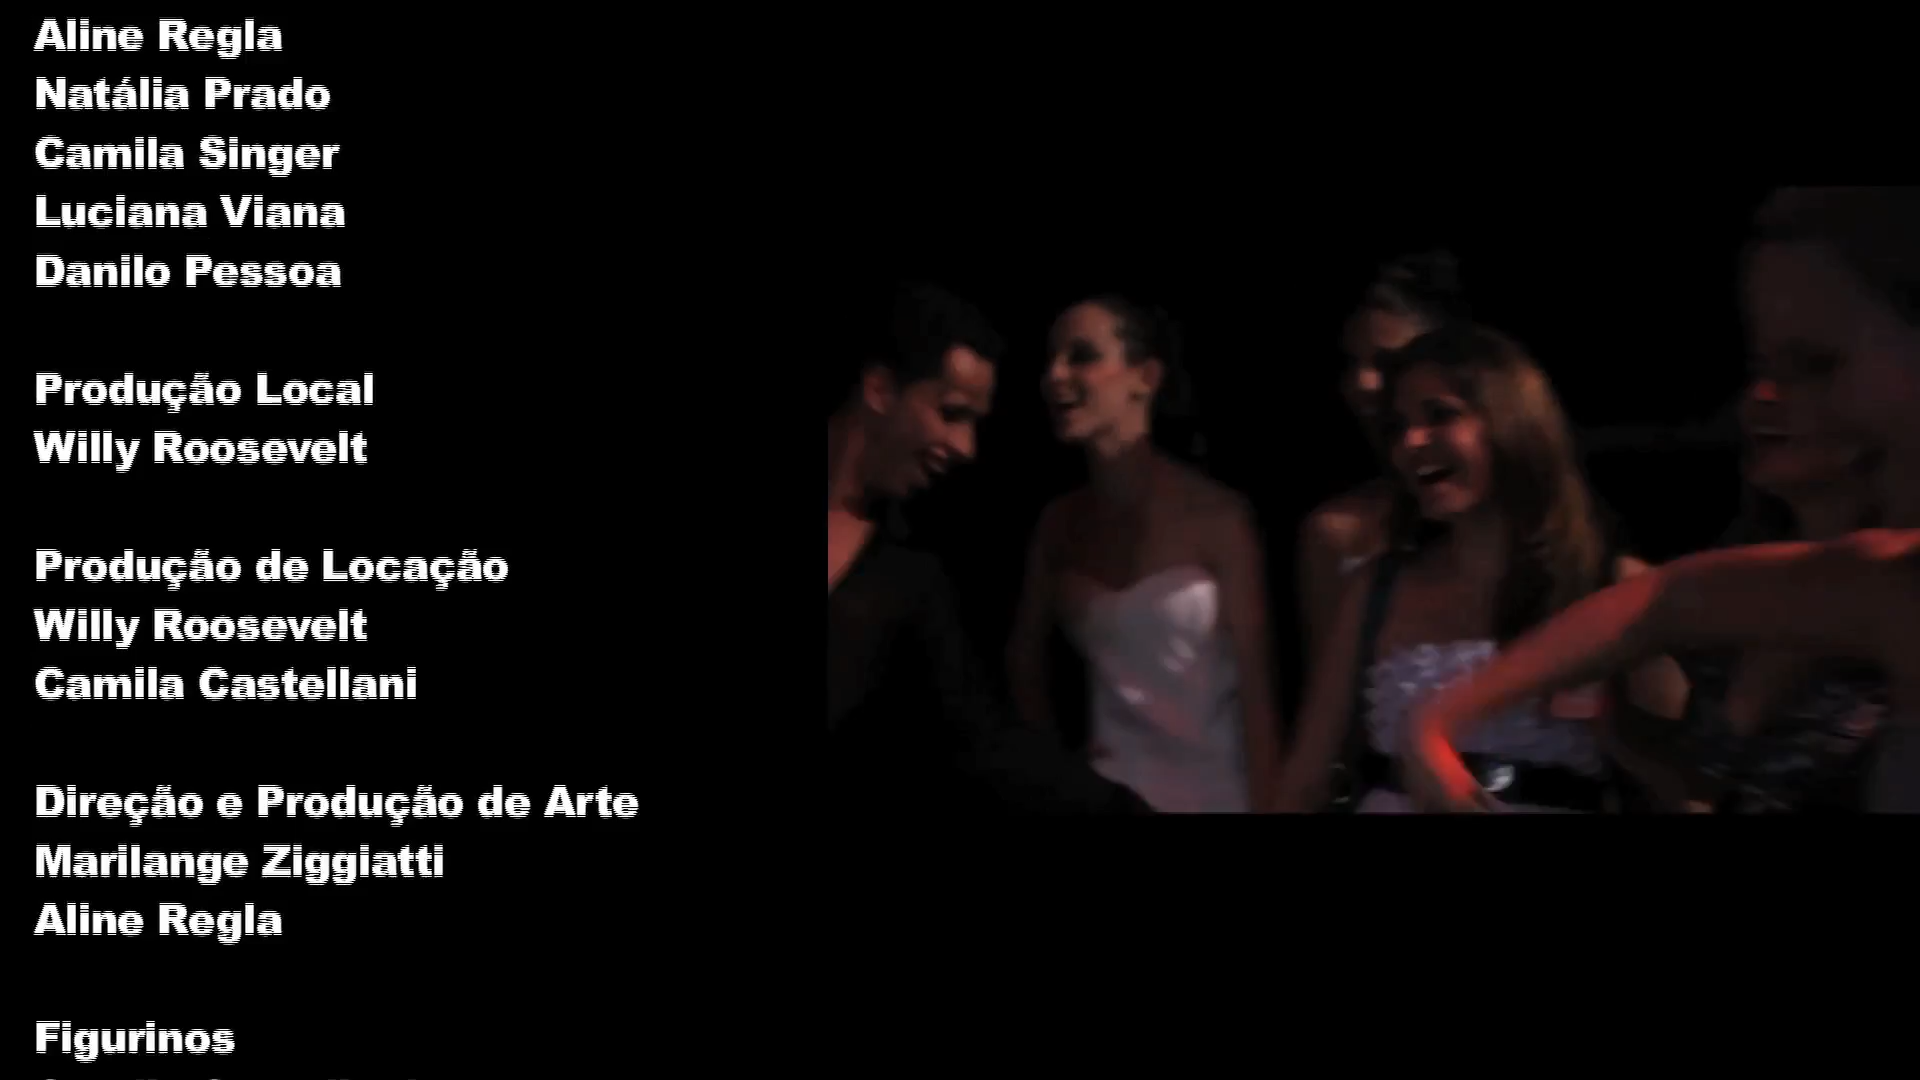 Aline Regla
Natália Prado
Camila Singer
Luciana Viana
Danilo Pessoa
Produção Local
Willy Roosevelt
Produção de Locação
Willy Roosevelt
Camila Castellani
Direção e Produção de Arte
Marilange Ziggiatti
Aline Regla
Figurinos